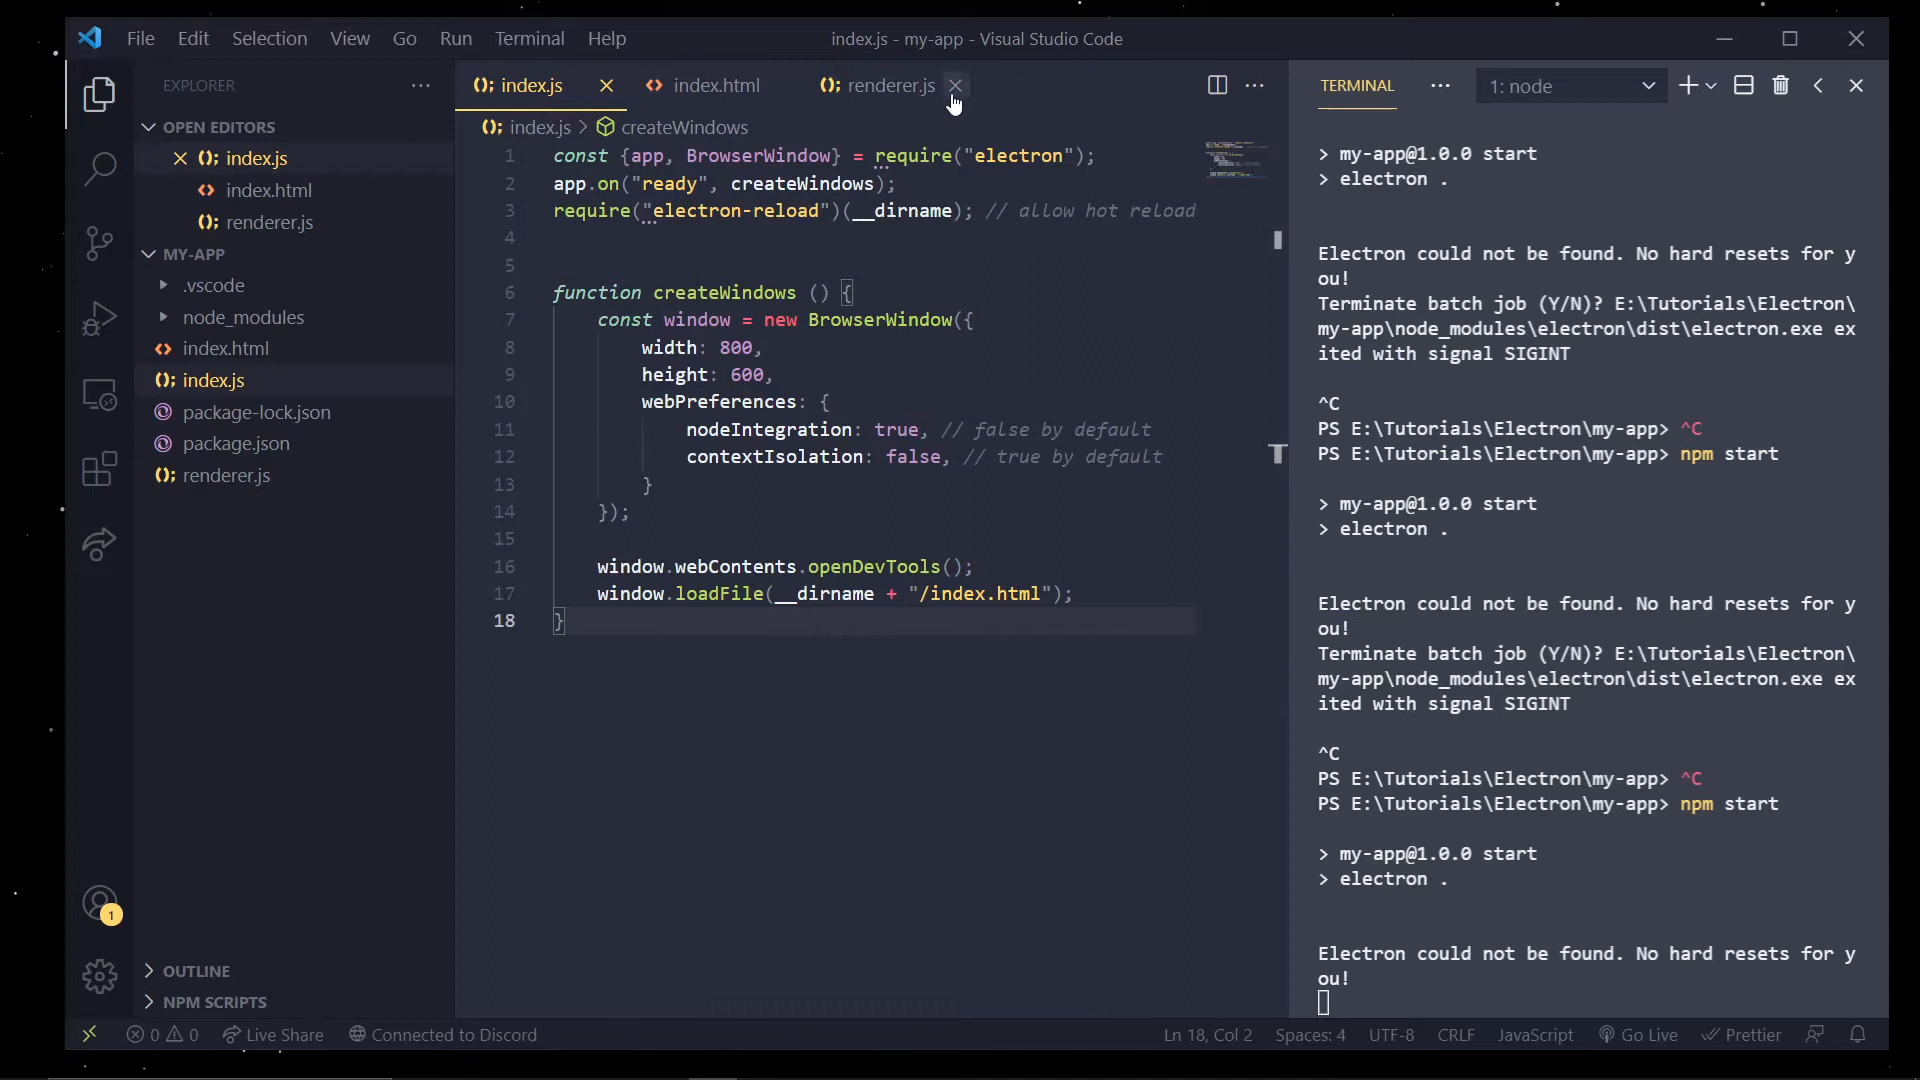 File Edit Selection View Go Run Terminal Help
index.js - my-app - Visual Studio Code
EXPLORER
OPEN EDITORS
index.js
index.html
renderer.js
MY-APP
.vscode
node_modules
index.html
index.js
package-lock.json
package.json
renderer.js
OUTLINE
NPM SCRIPTS
1
index.js index.html renderer.js
index.js > createWindows
1 const {app, BrowserWindow} = require("electron");
2 app.on("ready", createWindows);
3 require("electron-reload")(__dirname); // allow hot reload
4
5
6 function createWindows () {
7 const window = new BrowserWindow({
8 width: 800,
9 height: 600,
10 webPreferences: {
11 nodeIntegration: true, // false by default
12 contextIsolation: false, // true by default
13 }
14 });
15
16 window.webContents.openDevTools();
17 window.loadFile(__dirname + "/index.html");
18 }
TERMINAL
1: node
> my-app@1.0.0 start
> electron .
Electron could not be found. No hard resets for y
ou!
Terminate batch job (Y/N)? E:\Tutorials\Electron\
my-app\node_modules\electron\dist\electron.exe ex
ited with signal SIGINT
^C
PS E:\Tutorials\Electron\my-app> ^C
PS E:\Tutorials\Electron\my-app> npm start
> my-app@1.0.0 start
> electron .
Electron could not be found. No hard resets for y
ou!
Terminate batch job (Y/N)? E:\Tutorials\Electron\
my-app\node_modules\electron\dist\electron.exe ex
ited with signal SIGINT
^C
PS E:\Tutorials\Electron\my-app> ^C
PS E:\Tutorials\Electron\my-app> npm start
> my-app@1.0.0 start
> electron .
Electron could not be found. No hard resets for y
ou!
0 0 Live Share Connected to Discord
Ln 18, Col 2 Spaces: 4 UTF-8 CRLF JavaScript Go Live Prettier